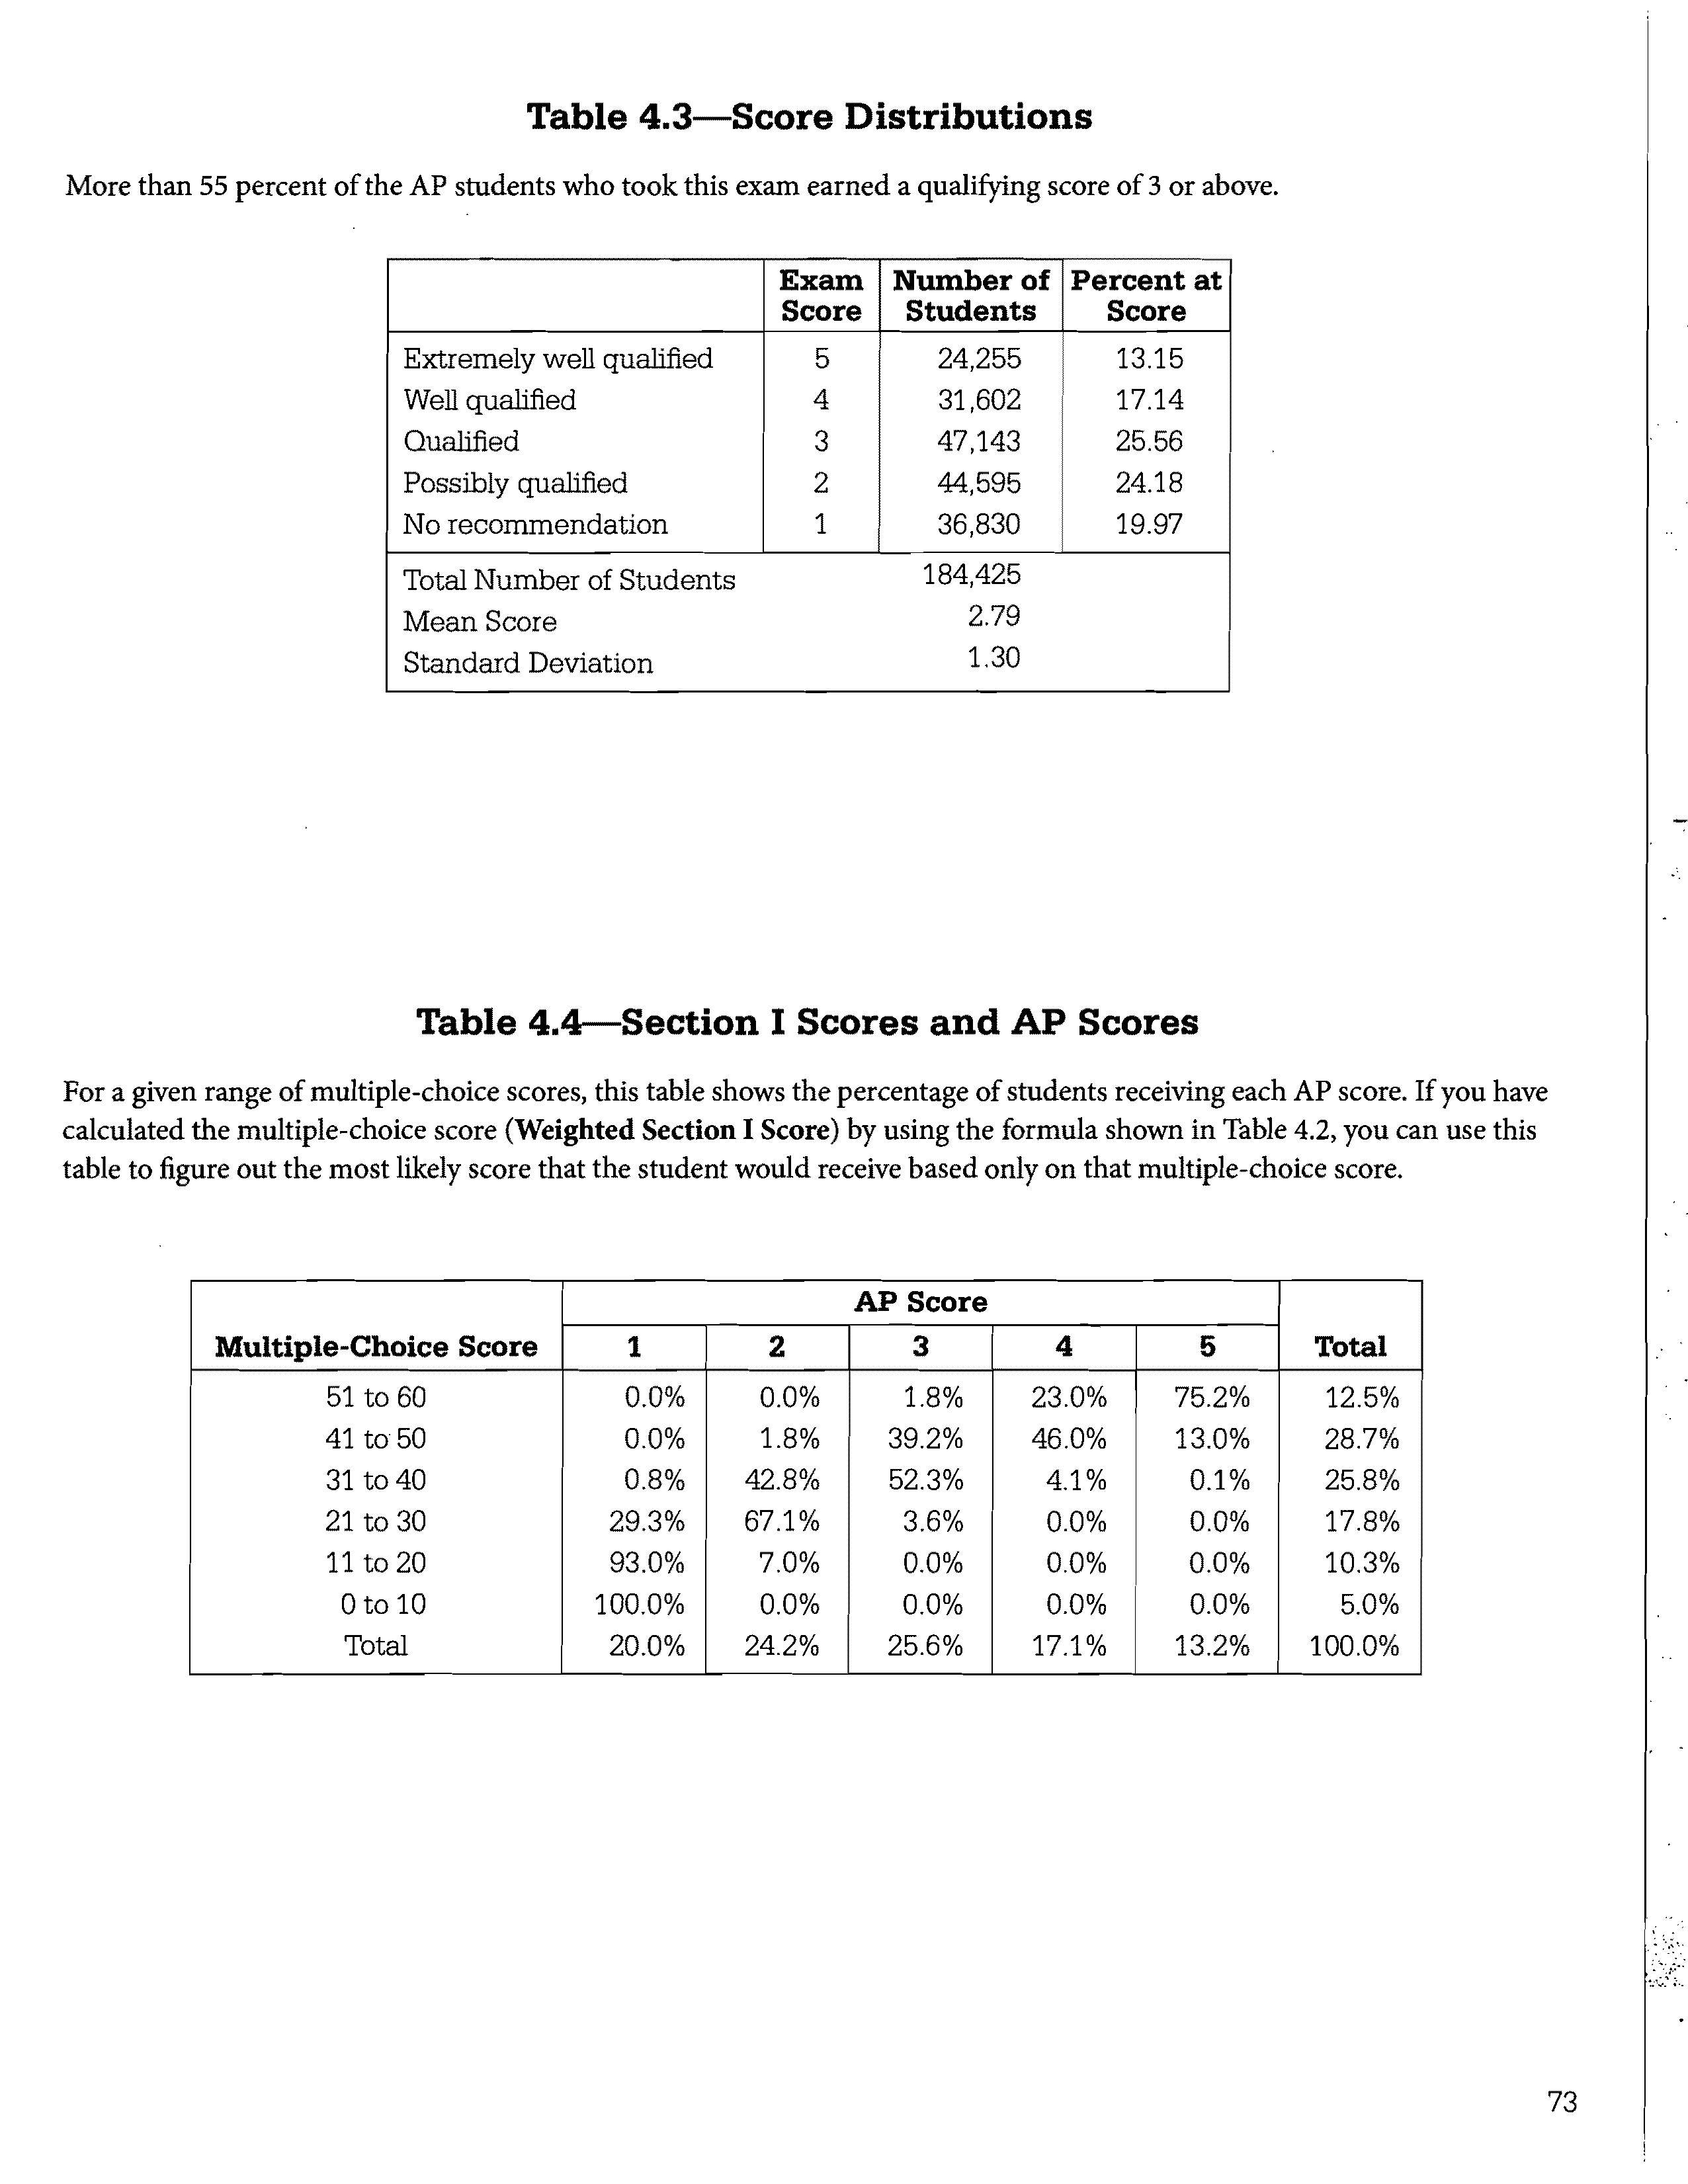 Table 4.3—Score Distributions
More than 55 percent of the AP students who took this exam earned a qualifying score of 3 or above.
Exam Score Number of Students Percent at Score
Extremely well qualified 5 24,255 13.15
Well qualified 4 31,602 17.14
Qualified 3 47,143 25.56
Possibly qualified 2 44,595 24.18
No recommendation 1 36,830 19.97
Total Number of Students 184,425
Mean Score 2.79
Standard Deviation 1.30
Table 4.4—Section I Scores and AP Scores
For a given range of multiple-choice scores, this table shows the percentage of students receiving each AP score. If you have
calculated the multiple-choice score (Weighted Section I Score) by using the formula shown in Table 4.2, you can use this
table to figure out the most likely score that the student would receive based only on that multiple-choice score.
AP Score
Multiple-Choice Score 1 2 3 4 5 Total
51 to 60 0.0% 0.0% 1.8% 23.0% 75.2% 12.5%
41 to 50 0.0% 1.8% 39.2% 46.0% 13.0% 28.7%
31 to 40 0.8% 42.8% 52.3% 4.1% 0.1% 25.8%
21 to 30 29.3% 67.1% 3.6% 0.0% 0.0% 17.8%
11 to 20 93.0% 7.0% 0.0% 0.0% 0.0% 10.3%
0 to 10 100.0% 0.0% 0.0% 0.0% 0.0% 5.0%
Total 20.0% 24.2% 25.6% 17.1% 13.2% 100.0%
73